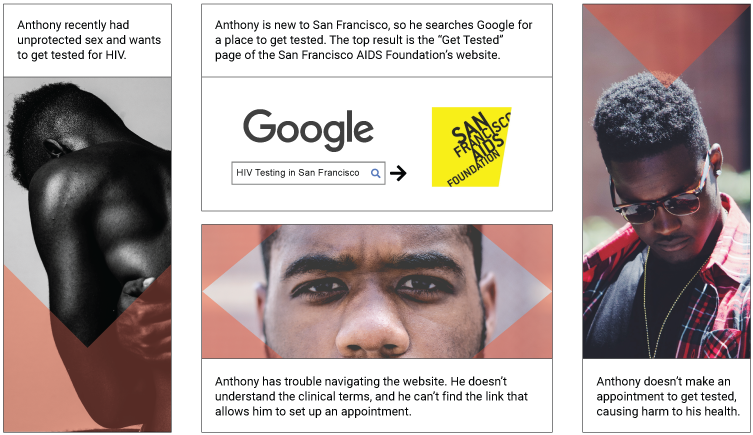 Anthony recently had
unprotected sex and wants
to get tested for HIV.
Anthony is new to San Francisco, so he searches Google for
a place to get tested. The top result is the “Get Tested”
page of the San Francisco AIDS Foundation’s website.
Google
HIV Testing in San Francisco
SAN
FRANCISCO
AIDS
FOUNDATION
Anthony has trouble navigating the website. He doesn’t
understand the clinical terms, and he can’t find the link that
allows him to set up an appointment.
Anthony doesn’t make an
appointment to get tested,
causing harm to his health.